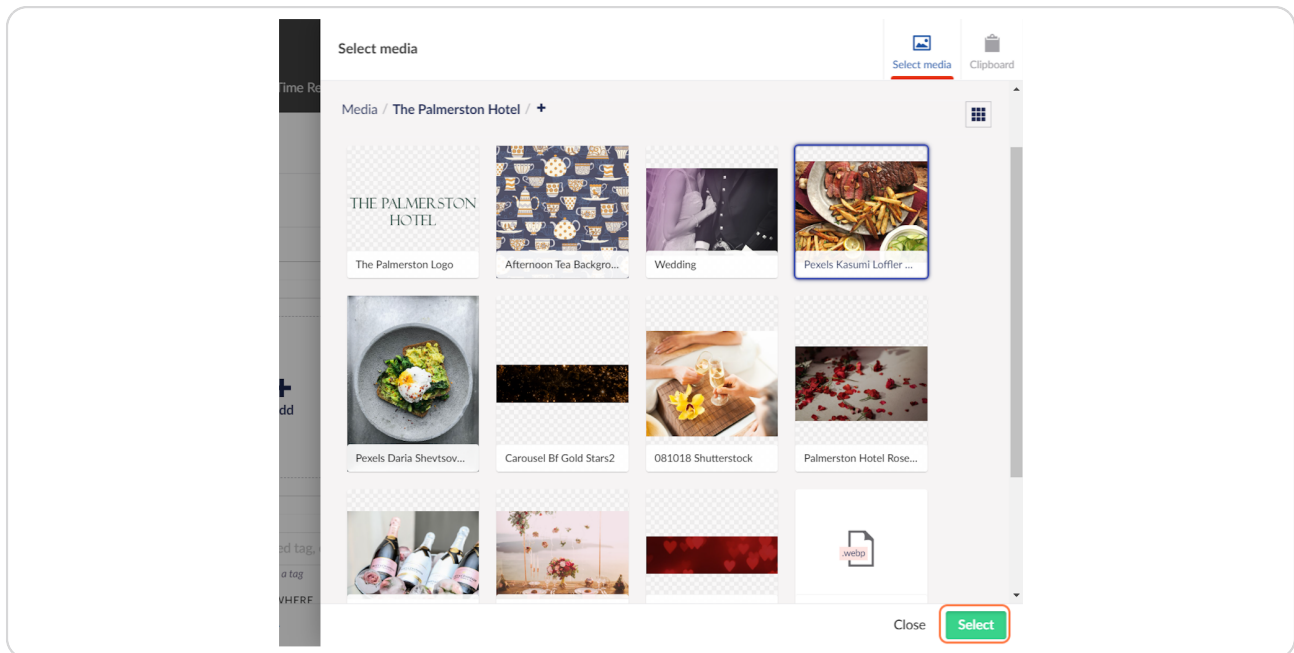 Select media
Select media
Clipboard
Time Re
Media / The Palmerston Hotel / +
THE PALMERSTON
HOTEL
The Palmerston Logo
Afternoon Tea Backgro...
Wedding
Pexels Kasumi Loffler ...
dd
Pexels Daria Shevtsov...
Carousel Bf Gold Stars2
081018 Shutterstock
Palmerston Hotel Rose...
ed tag,
a tag
WHERE
.webp
Close
Select